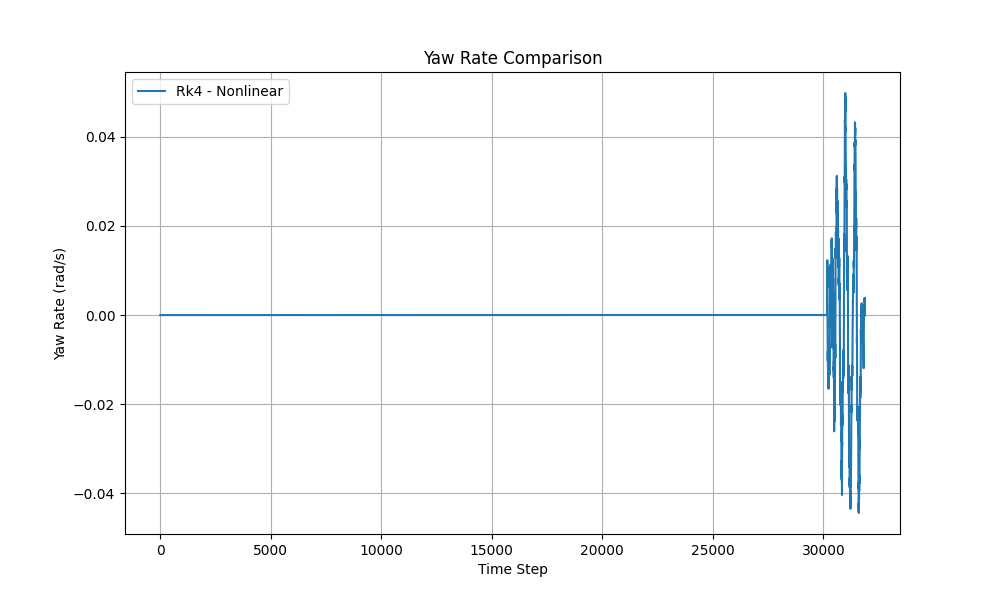 Yaw Rate Comparison
Rk4 - Nonlinear
Yaw Rate (rad/s)
0.04
0.02
0.00
−0.02
−0.04
0 5000 10000 15000 20000 25000 30000
Time Step